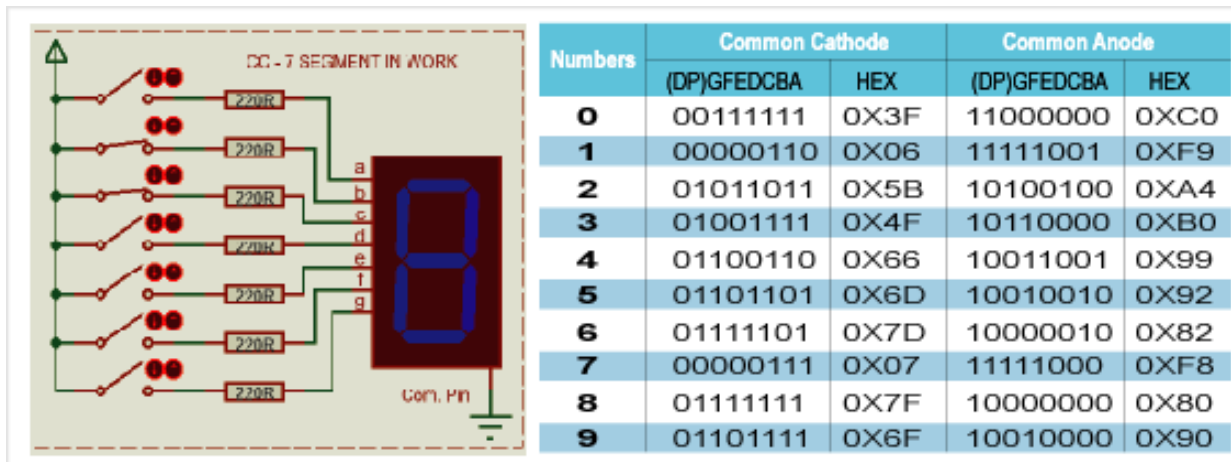 CC - 7 SEGMENT IN WORK
220R
220R
220R
220R
220R
220R
220R
a
b
c
d
e
f
g
Com. Pin
Numbers Common Cathode Common Anode
(DP)GFEDCBA HEX (DP)GFEDCBA HEX
0 00111111 0X3F 11000000 0XC0
1 00000110 0X06 11111001 0XF9
2 01011011 0X5B 10100100 0XA4
3 01001111 0X4F 10110000 0XB0
4 01100110 0X66 10011001 0X99
5 01101101 0X6D 10010010 0X92
6 01111101 0X7D 10000010 0X82
7 00000111 0X07 11111000 0XF8
8 01111111 0X7F 10000000 0X80
9 01101111 0X6F 10010000 0X90